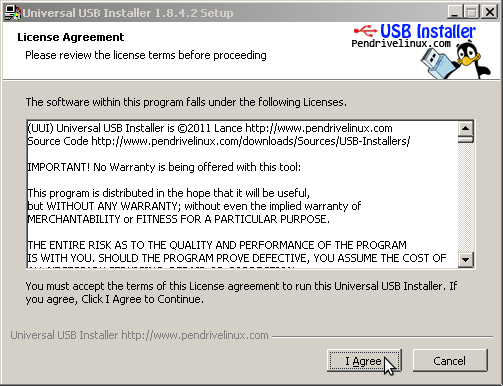 Universal USB Installer 1.8.4.2 Setup
License Agreement
Please review the license terms before proceeding
USB Installer
Pendrivelinux.com
The software within this program falls under the following Licenses.
(UUI) Universal USB Installer is ©2011 Lance http://www.pendrivelinux.com
Source Code http://www.pendrivelinux.com/downloads/Sources/USB-Installers/
IMPORTANT! No Warranty is being offered with this tool:
This program is distributed in the hope that it will be useful,
but WITHOUT ANY WARRANTY; without even the implied warranty of
MERCHANTABILITY or FITNESS FOR A PARTICULAR PURPOSE.
THE ENTIRE RISK AS TO THE QUALITY AND PERFORMANCE OF THE PROGRAM
IS WITH YOU. SHOULD THE PROGRAM PROVE DEFECTIVE, YOU ASSUME THE COST OF
You must accept the terms of this License agreement to run this Universal USB Installer. If
you agree, Click I Agree to Continue.
Universal USB Installer http://www.pendrivelinux.com
I Agree
Cancel